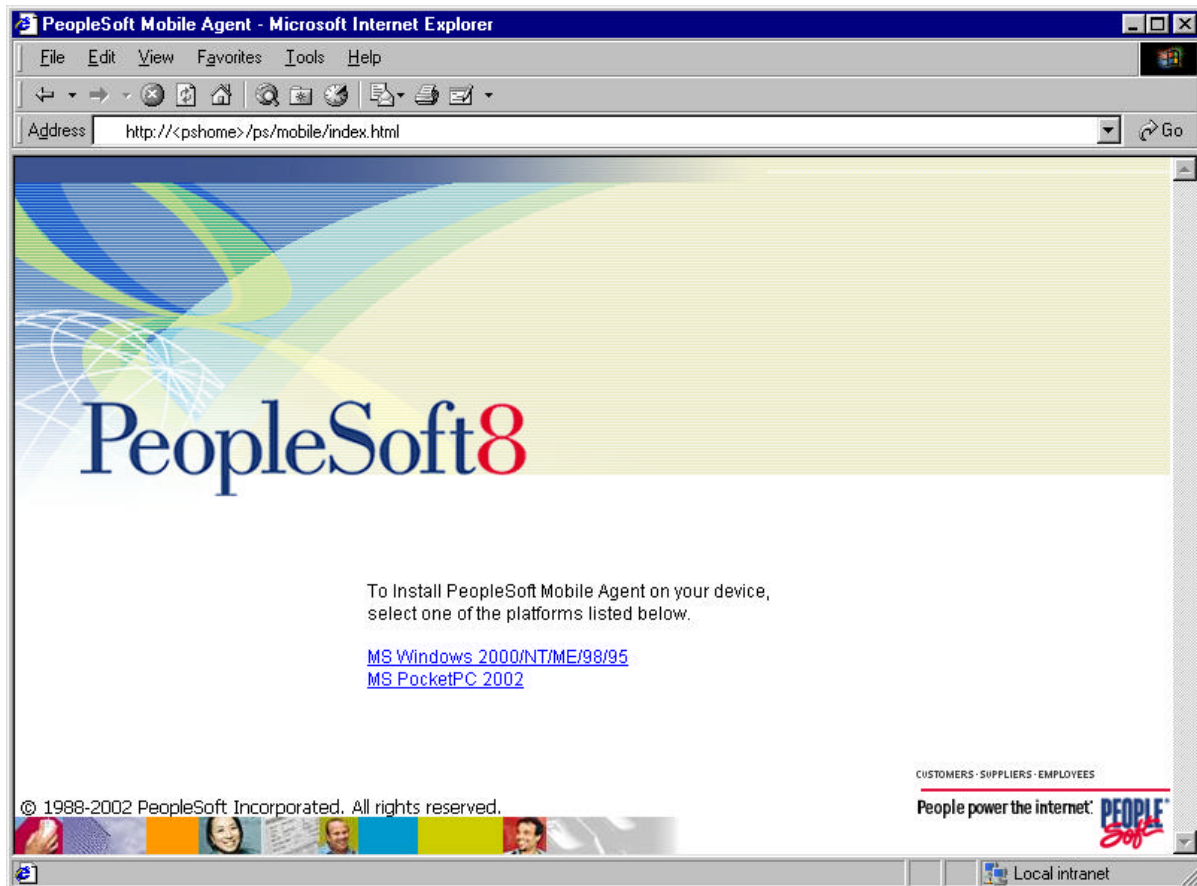 PeopleSoft Mobile Agent - Microsoft Internet Explorer
File Edit View Favorites Tools Help
Address http://<pshome>/ps/mobile/index.html Go
PeopleSoft8
To Install PeopleSoft Mobile Agent on your device,
select one of the platforms listed below.
MS Windows 2000/NT/ME/98/95
MS PocketPC 2002
CUSTOMERS·SUPPLIERS·EMPLOYEES
© 1988-2002 PeopleSoft Incorporated. All rights reserved.
People power the internet.™
PEOPLE
Soft
Local intranet